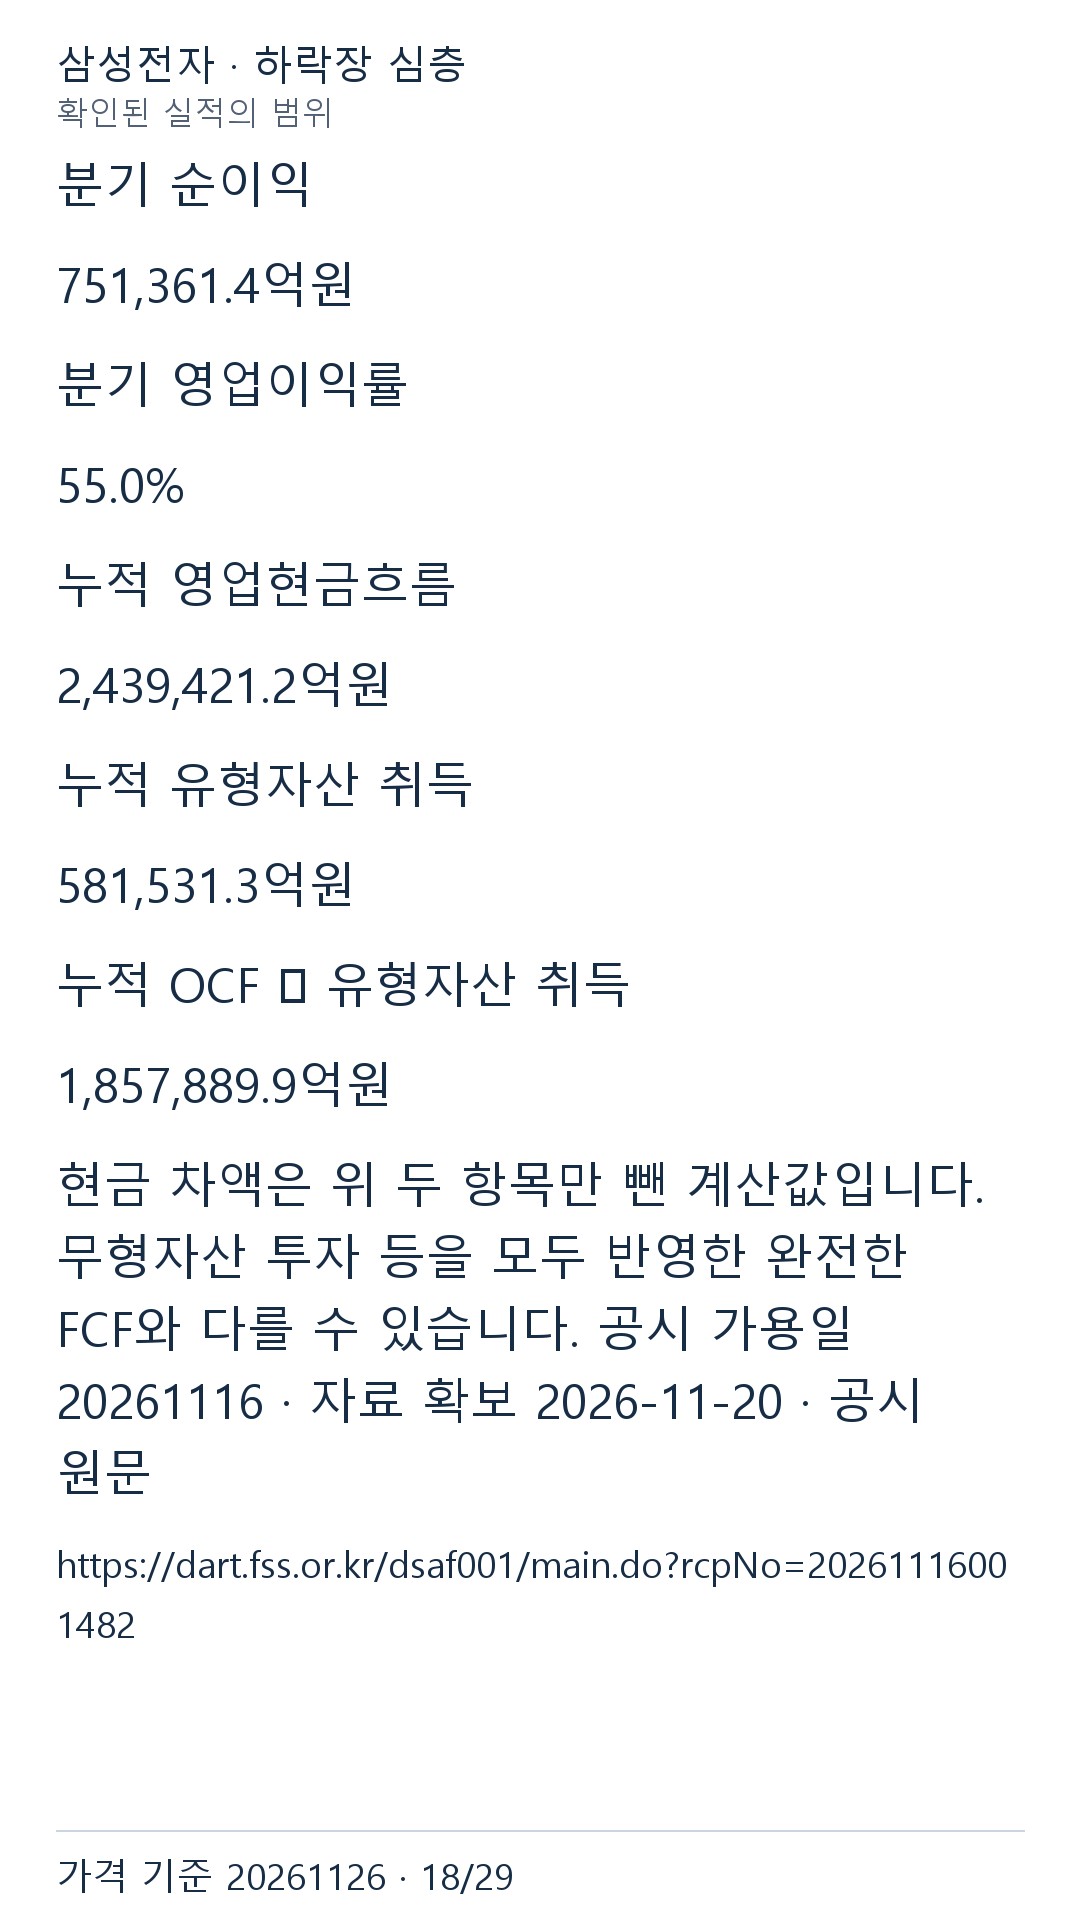 삼성전자 · 하락장 심층
확인된 실적의 범위
분기 순이익
751,361.4억원
분기 영업이익률
55.0%
누적 영업현금흐름
2,439,421.2억원
누적 유형자산 취득
581,531.3억원
누적 OCF □ 유형자산 취득
1,857,889.9억원
현금 차액은 위 두 항목만 뺀 계산값입니다.
무형자산 투자 등을 모두 반영한 완전한
FCF와 다를 수 있습니다. 공시 가용일
20261116 · 자료 확보 2026-11-20 · 공시
원문
https://dart.fss.or.kr/dsaf001/main.do?rcpNo=2026111600
1482
가격 기준 20261126 · 18/29